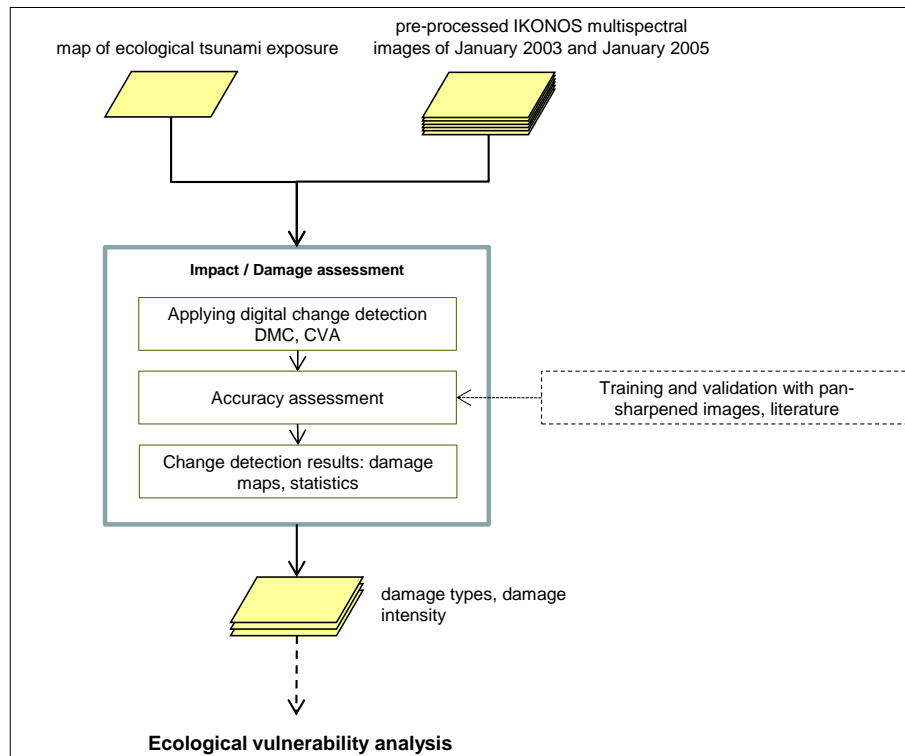 map of ecological tsunami exposure
pre-processed IKONOS multispectral
images of January 2003 and January 2005
Impact / Damage assessment
Applying digital change detection
DMC, CVA
Accuracy assessment
Training and validation with pan-
sharpened images, literature
Change detection results: damage
maps, statistics
damage types, damage
intensity
Ecological vulnerability analysis